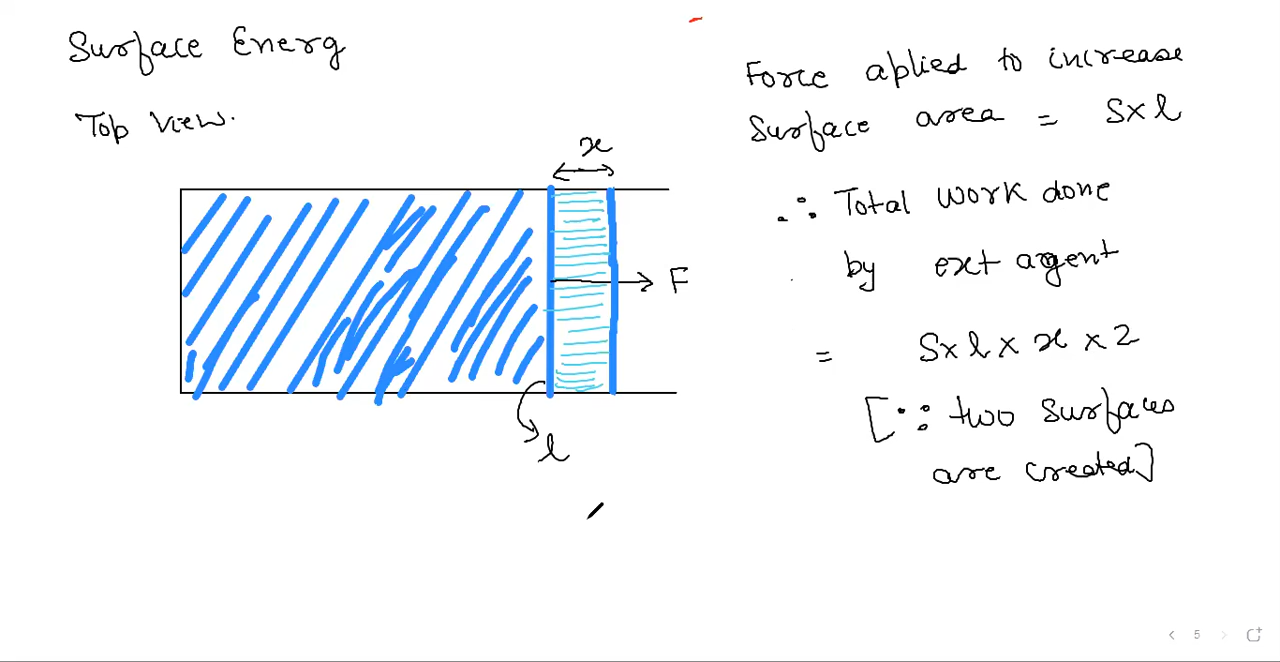 Surface Energ
Top View.
x
F
l
Force aplied to increase
Surface area = S×l
∴ Total work done
by ext agent
= S×l×x×2
[∵ two surfaces
are created]
5